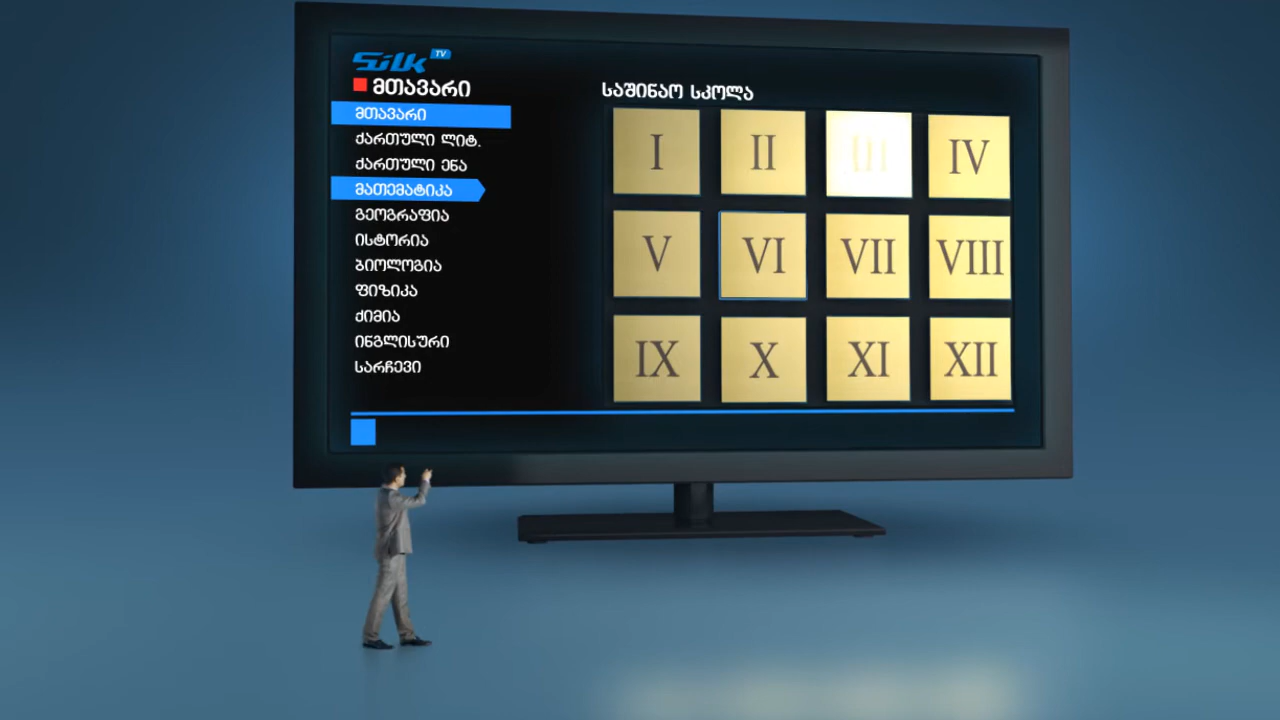 Silk TV
მთავარი
მთავარი
ქართული ლიტ.
ქართული ენა
მათემატიკა
გეოგრაფია
ისტორია
ბიოლოგია
ფიზიკა
ქიმია
ინგლისური
სარჩევი
საშინაო სკოლა
I II III IV
V VI VII VIII
IX X XI XII